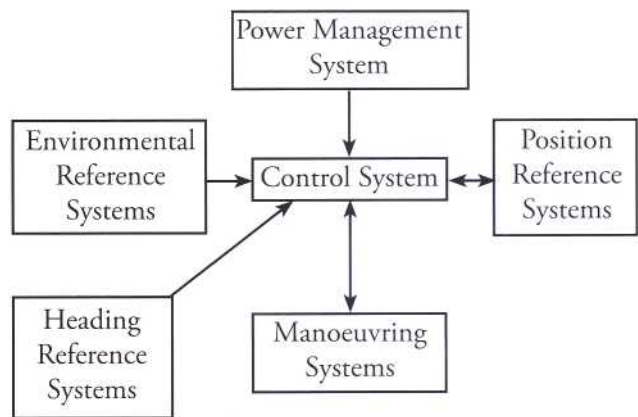 Power Management
System
Environmental
Reference
Systems
Control System
Position
Reference
Systems
Heading
Reference
Systems
Manoeuvring
Systems